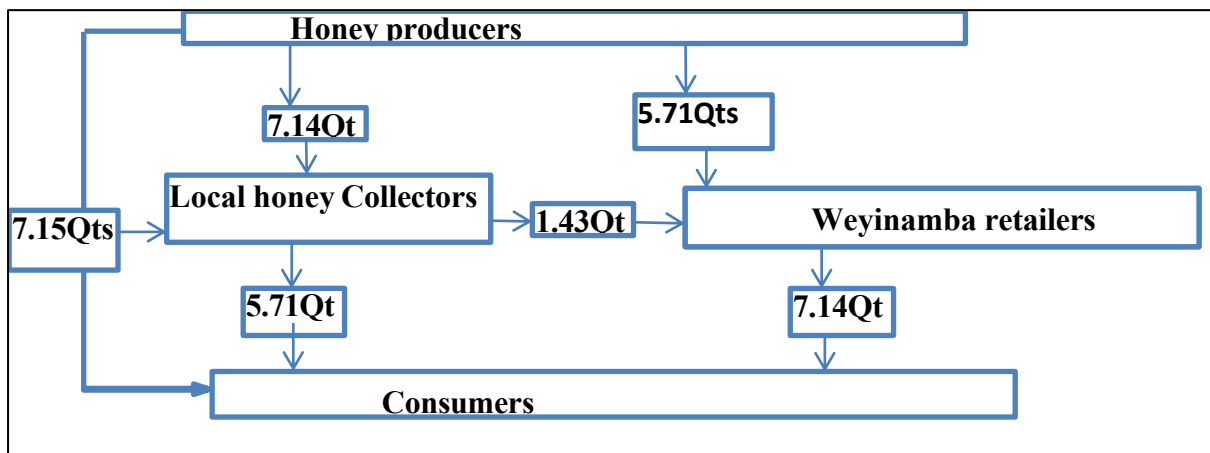 Honey producers
5.71Qts
7.14Qt
Local honey Collectors
7.15Qts
1.43Qt
Weyinamba retailers
5.71Qt
7.14Qt
Consumers